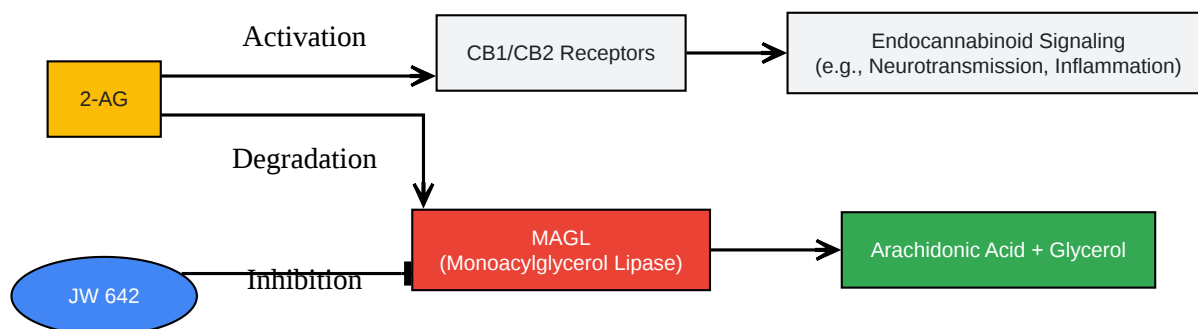 Activation
CB1/CB2 Receptors
Endocannabinoid Signaling
(e.g., Neurotransmission, Inflammation)
2-AG
Degradation
MAGL
(Monoacylglycerol Lipase)
Arachidonic Acid + Glycerol
Inhibition
JW 642